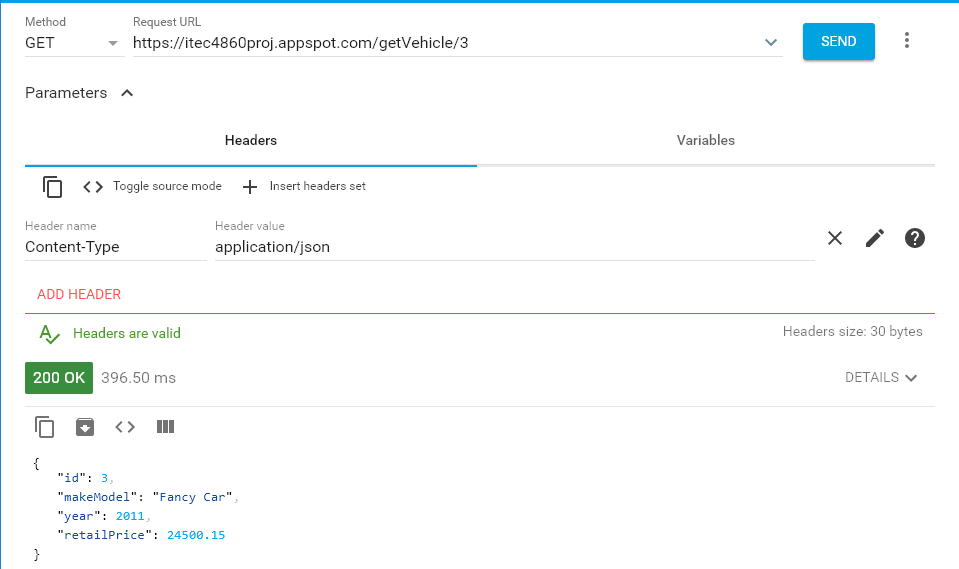 Method Request URL
GET https://itec4860proj.appspot.com/getVehicle/3 SEND
Parameters
Headers Variables
Toggle source mode Insert headers set
Header name Header value
Content-Type application/json
ADD HEADER
Headers are valid Headers size: 30 bytes
200 OK 396.50 ms DETAILS
{
"id": 3,
"makeModel": "Fancy Car",
"year": 2011,
"retailPrice": 24500.15
}